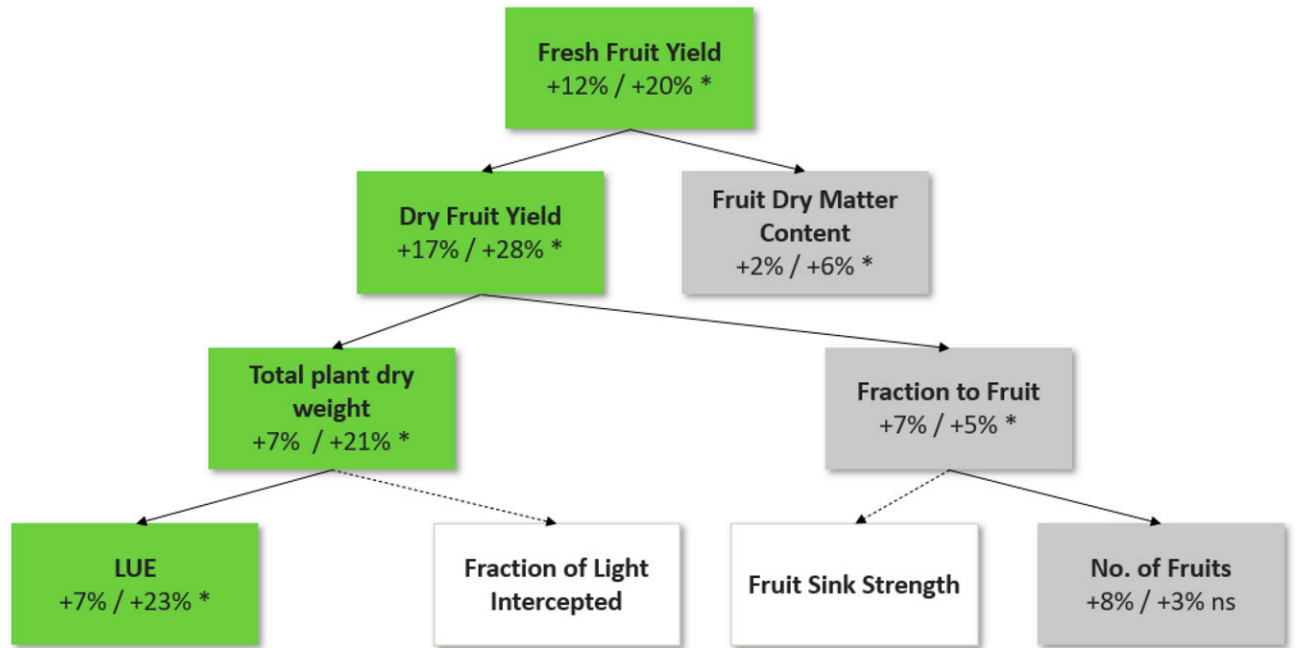 Fresh Fruit Yield
+12% / +20% *
Dry Fruit Yield
+17% / +28% *
Fruit Dry Matter
Content
+2% / +6% *
Total plant dry
weight
+7% / +21% *
Fraction to Fruit
+7% / +5% *
LUE
+7% / +23% *
Fraction of Light
Intercepted
Fruit Sink Strength
No. of Fruits
+8% / +3% ns